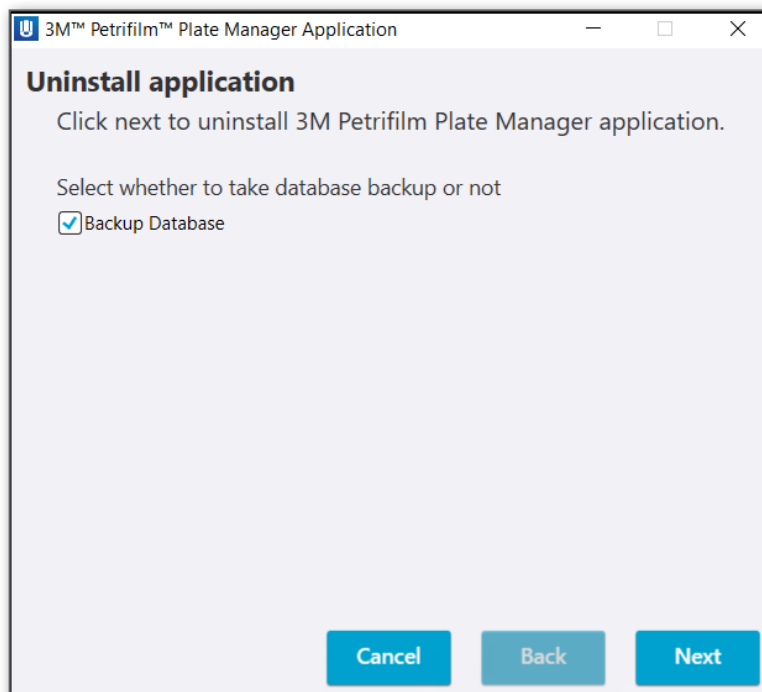 3M™ Petrifilm™ Plate Manager Application
Uninstall application
Click next to uninstall 3M Petrifilm Plate Manager application.
Select whether to take database backup or not
Backup Database
Cancel Back Next